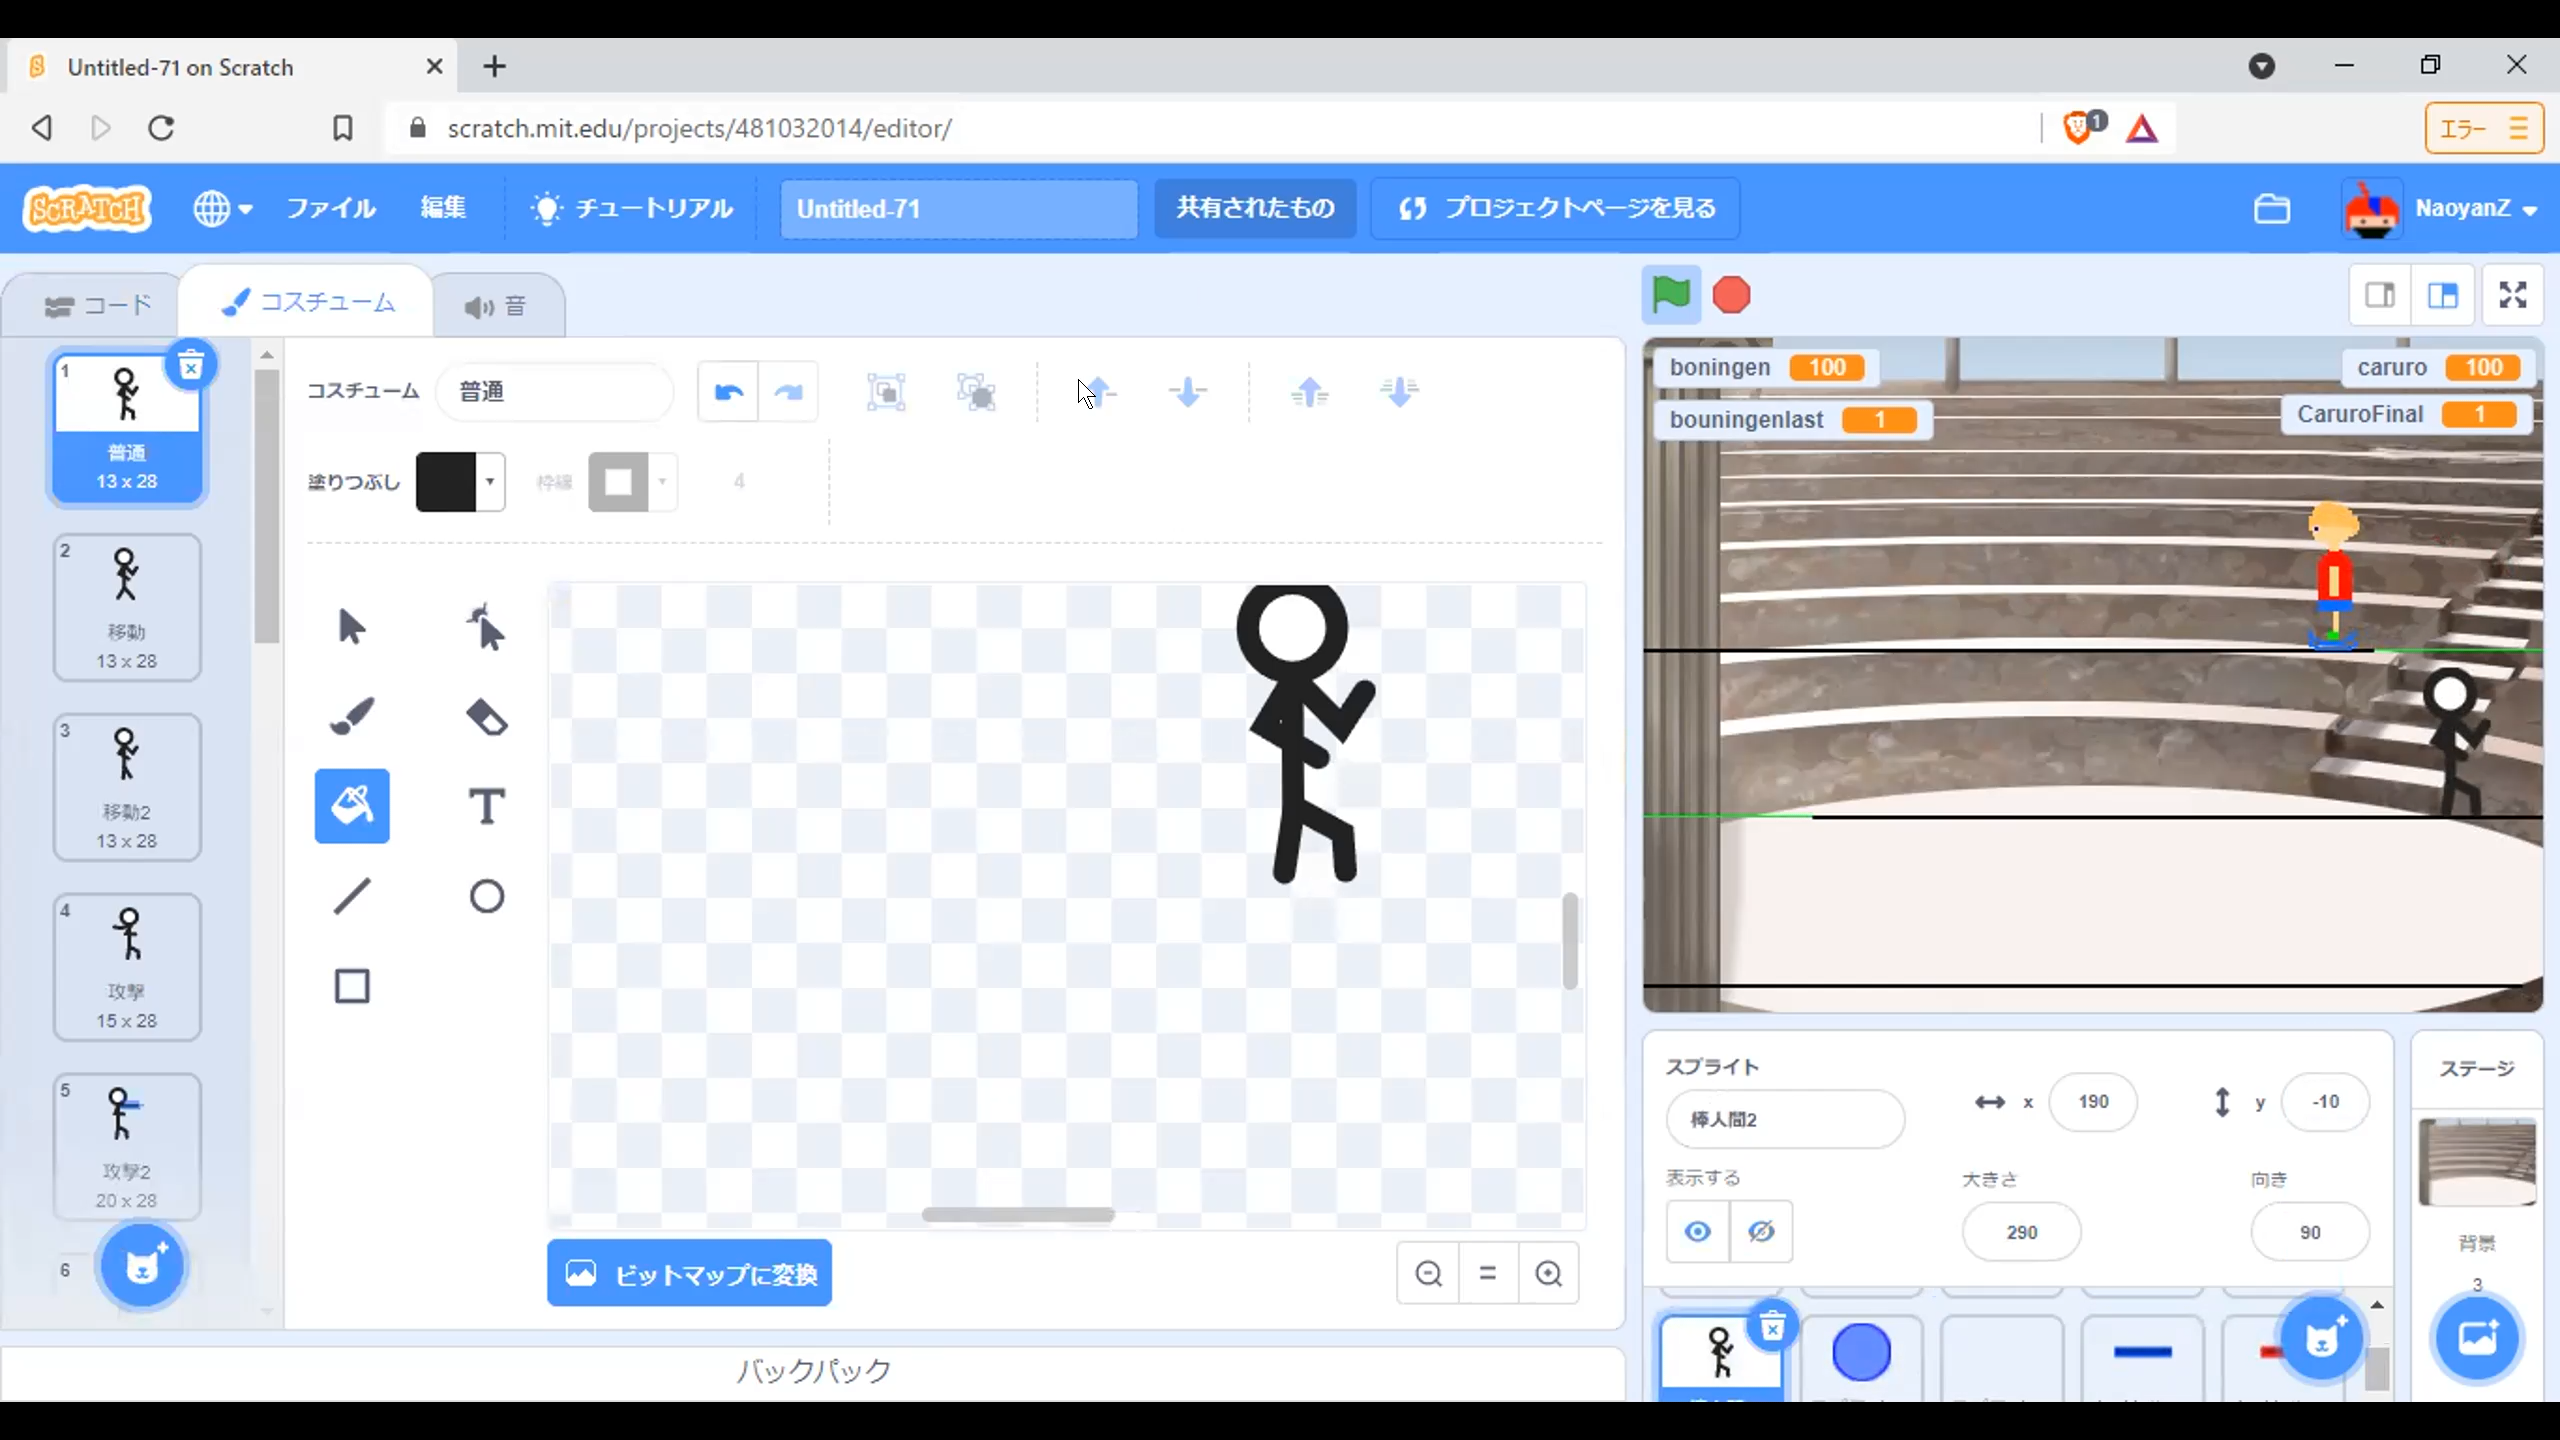 Untitled-71 on Scratch
scratch.mit.edu/projects/481032014/editor/
1
エラー
SCRATCH
ファイル
編集
チュートリアル
Untitled-71
共有されたもの
プロジェクトページを見る
NaoyanZ
コード
コスチューム
音
1
普通
13 x 28
2
移動
13 x 28
3
移動2
13 x 28
4
攻撃
15 x 28
5
攻撃2
20 x 28
6
コスチューム
普通
塗りつぶし
枠線
4
T
ビットマップに変換
バックパック
boningen 100
bouningenlast 1
caruro 100
CaruroFinal 1
スプライト
棒人間2
x 190
y -10
表示する
大きさ
290
向き
90
ステージ
背景
3